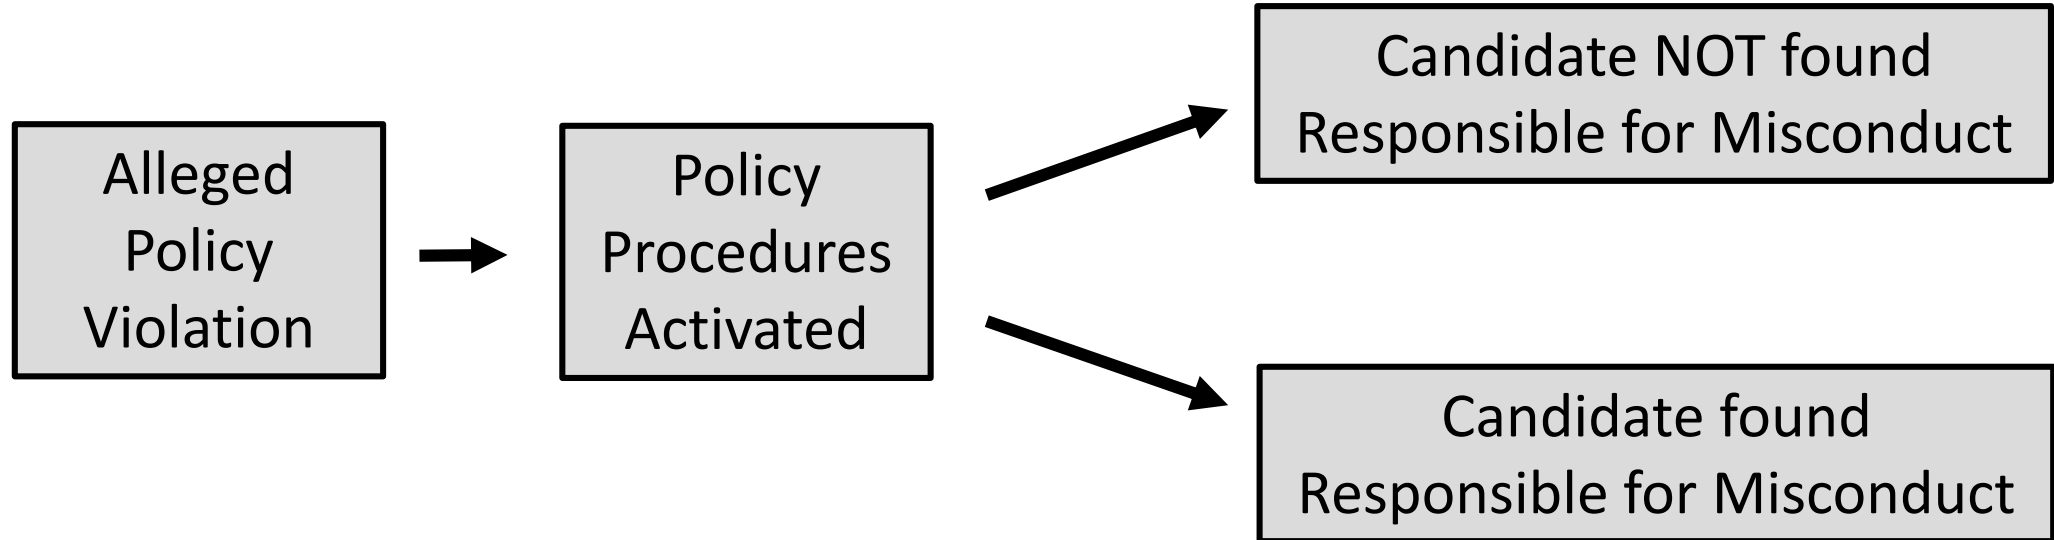 Alleged
Policy
Violation
Policy
Procedures
Activated
Candidate NOT found
Responsible for Misconduct
Candidate found
Responsible for Misconduct